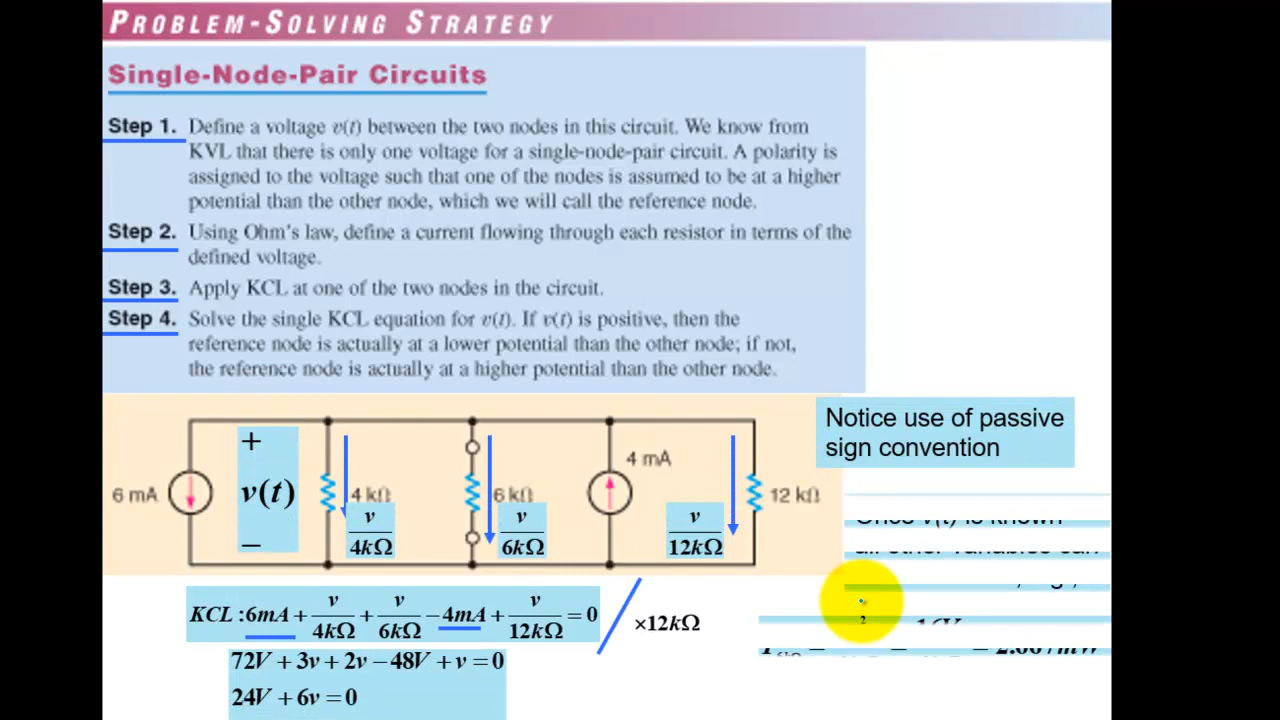 PROBLEM-SOLVING STRATEGY
Single-Node-Pair Circuits
Step 1. Define a voltage v(t) between the two nodes in this circuit. We know from
KVL that there is only one voltage for a single-node-pair circuit. A polarity is
assigned to the voltage such that one of the nodes is assumed to be at a higher
potential than the other node, which we will call the reference node.
Step 2. Using Ohm's law, define a current flowing through each resistor in terms of the
defined voltage.
Step 3. Apply KCL at one of the two nodes in the circuit.
Step 4. Solve the single KCL equation for v(t). If v(t) is positive, then the
reference node is actually at a lower potential than the other node; if not,
the reference node is actually at a higher potential than the other node.
Notice use of passive
sign convention
+
v(t)
−
6 mA
4 kΩ
v/4kΩ
6 kΩ
v/6kΩ
4 mA
v/12kΩ
12 kΩ
KCL : 6mA + v/4kΩ + v/6kΩ − 4mA + v/12kΩ = 0
×12kΩ
72V + 3v + 2v − 48V + v = 0
24V + 6v = 0